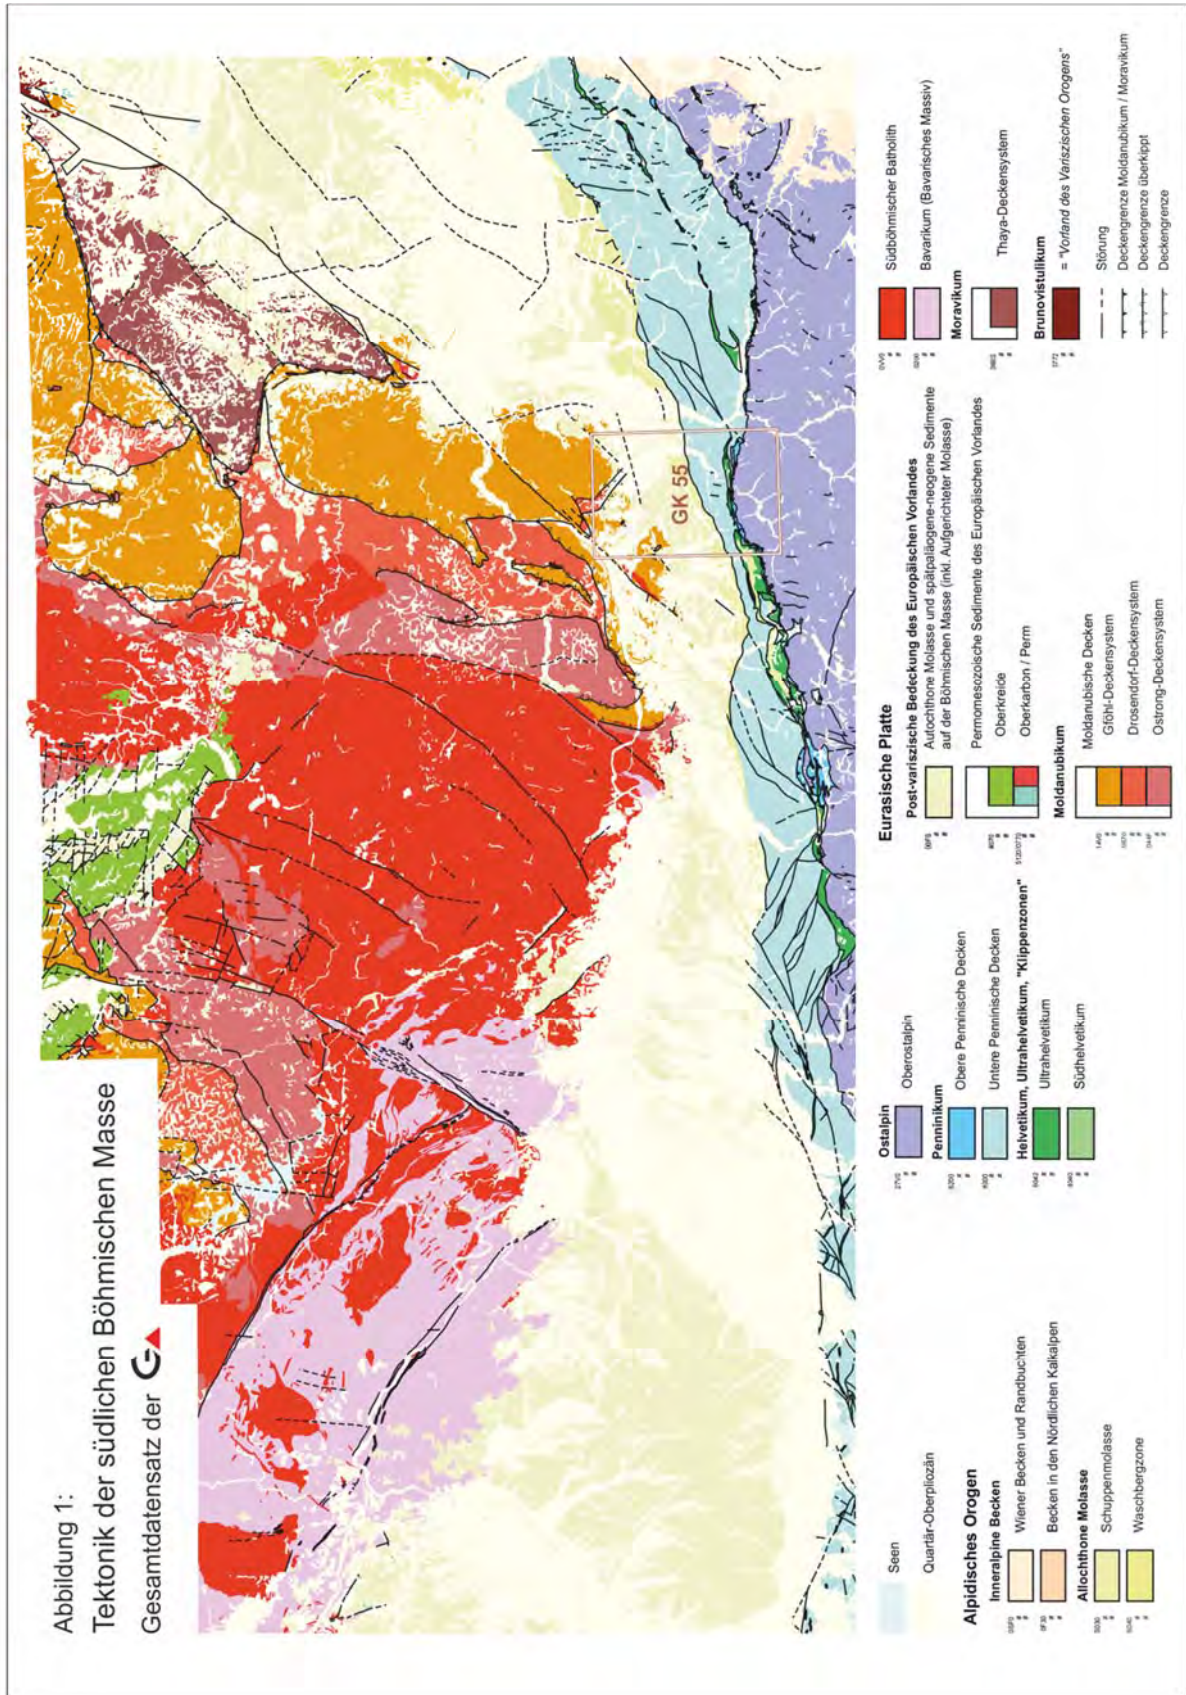 Abbildung 1:
Tektonik der südlichen Böhmischen Masse
Gesamtdatensatz der
GK 55
Seen
Quartär-Oberpliozän
Alpidisches Orogen
Inneralpine Becken
Wiener Becken und Randbuchten
Becken in den Nördlichen Kalkalpen
Allochthone Molasse
Schuppenmolasse
Waschbergzone
Ostalpin
Oberostalpin
Penninikum
Obere Penninische Decken
Untere Penninische Decken
Helvetikum, Ultrahelvetikum, "Klippenzonen"
Ultrahelvetikum
Südhelvetikum
Eurasische Platte
Post-variszische Bedeckung des Europäischen Vorlandes
Autochthone Molasse und spätpaläogene-neogene Sedimente
auf der Böhmischen Masse (inkl. Aufgerichteter Molasse)
Permomesozoische Sedimente des Europäischen Vorlandes
Oberkreide
Oberkarbon / Perm
Moldanubikum
Moldanubische Decken
Gföhl-Deckensystem
Drosendorf-Deckensystem
Ostrong-Deckensystem
Südböhmischer Batholith
Bavarikum (Bavarisches Massiv)
Moravikum
Thaya-Deckensystem
Brunovistulikum
= "Vorland des Variszischen Orogens"
Störung
Deckengrenze Moldanubikum / Moravikum
Deckengrenze überkippt
Deckengrenze